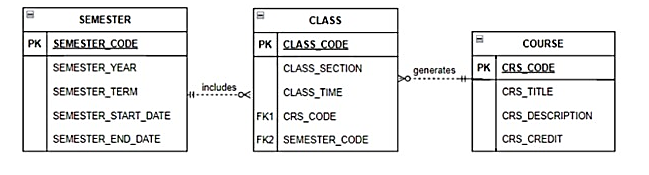 SEMESTER
PK SEMESTER_CODE
SEMESTER_YEAR
SEMESTER_TERM
SEMESTER_START_DATE
SEMESTER_END_DATE
includes
CLASS
PK CLASS_CODE
CLASS_SECTION
CLASS_TIME
FK1 CRS_CODE
FK2 SEMESTER_CODE
generates
COURSE
PK CRS_CODE
CRS_TITLE
CRS_DESCRIPTION
CRS_CREDIT